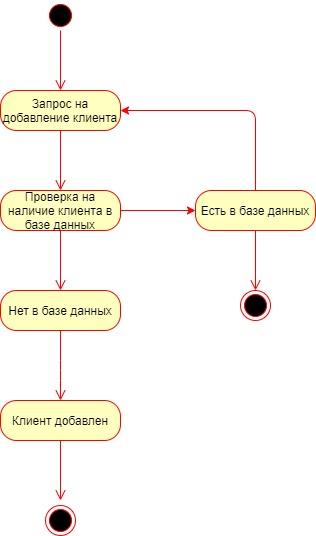 Запрос на
добавление клиента
Проверка на
наличие клиента в
базе данных
Есть в базе данных
Нет в базе данных
Клиент добавлен